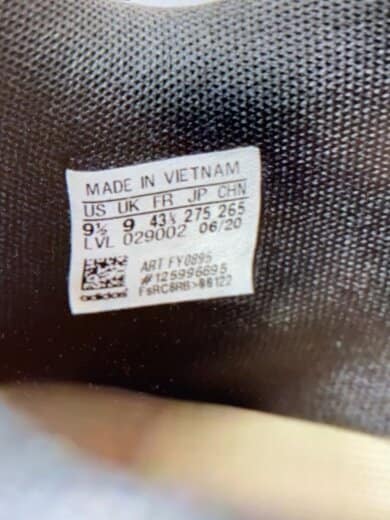 MADE IN VIETNAM
US UK FR JP CHN
9½ 9 43⅓ 275 265
LVL 029002 06/20
ART FY0895
#125996695
adidas